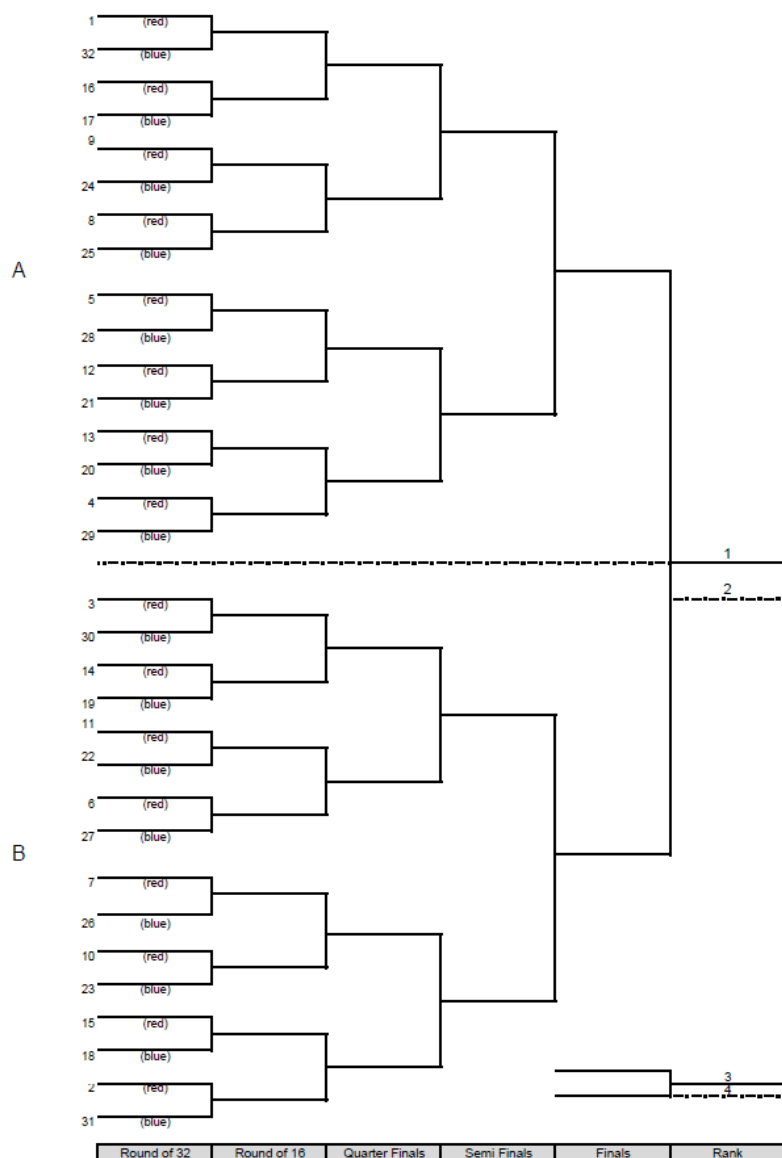 1 (red)
32 (blue)
16 (red)
17 (blue)
9 (red)
24 (blue)
8 (red)
25 (blue)
A
5 (red)
28 (blue)
12 (red)
21 (blue)
13 (red)
20 (blue)
4 (red)
29 (blue)
1
2
3 (red)
30 (blue)
14 (red)
19 (blue)
11 (red)
22 (blue)
6 (red)
27 (blue)
B
7 (red)
26 (blue)
10 (red)
23 (blue)
15 (red)
18 (blue)
3
2 (red)
4
31 (blue)
Round of 32 Round of 16 Quarter Finals Semi Finals Finals Rank